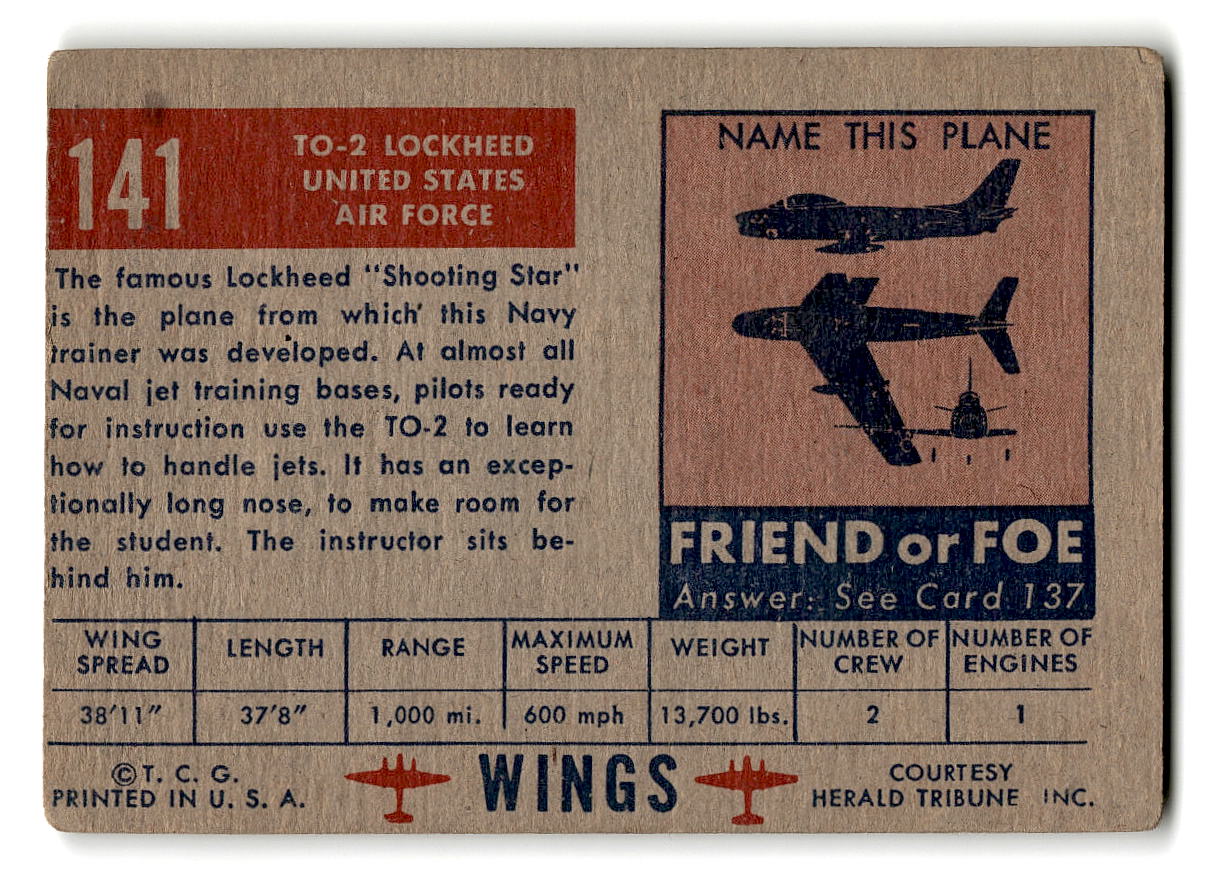 141
TO-2 LOCKHEED
UNITED STATES
AIR FORCE
The famous Lockheed "Shooting Star"
is the plane from which this Navy
trainer was developed. At almost all
Naval jet training bases, pilots ready
for instruction use the TO-2 to learn
how to handle jets. It has an excep-
tionally long nose, to make room for
the student. The instructor sits be-
hind him.
NAME THIS PLANE
FRIEND or FOE
Answer: See Card 137
WING SPREAD
LENGTH
RANGE
MAXIMUM SPEED
WEIGHT
NUMBER OF CREW
NUMBER OF ENGINES
38'11"
37'8"
1,000 mi.
600 mph
13,700 lbs.
2
1
© T. C. G.
PRINTED IN U. S. A.
WINGS
COURTESY
HERALD TRIBUNE INC.